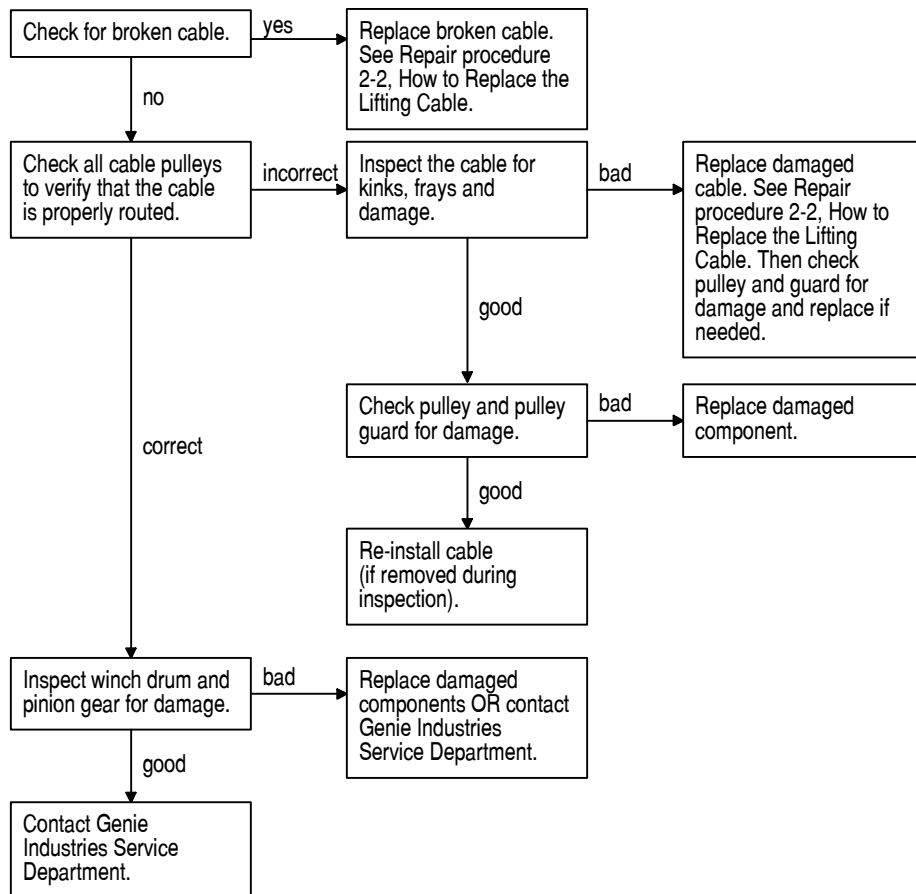 Check for broken cable.
yes
Replace broken cable.
See Repair procedure
2-2, How to Replace the
Lifting Cable.
no
Check all cable pulleys
to verify that the cable
is properly routed.
incorrect
Inspect the cable for
kinks, frays and
damage.
bad
Replace damaged
cable. See Repair
procedure 2-2, How to
Replace the Lifting
Cable. Then check
pulley and guard for
damage and replace if
needed.
good
Check pulley and pulley
guard for damage.
bad
Replace damaged
component.
correct
good
Re-install cable
(if removed during
inspection).
Inspect winch drum and
pinion gear for damage.
bad
Replace damaged
components OR contact
Genie Industries
Service Department.
good
Contact Genie
Industries Service
Department.